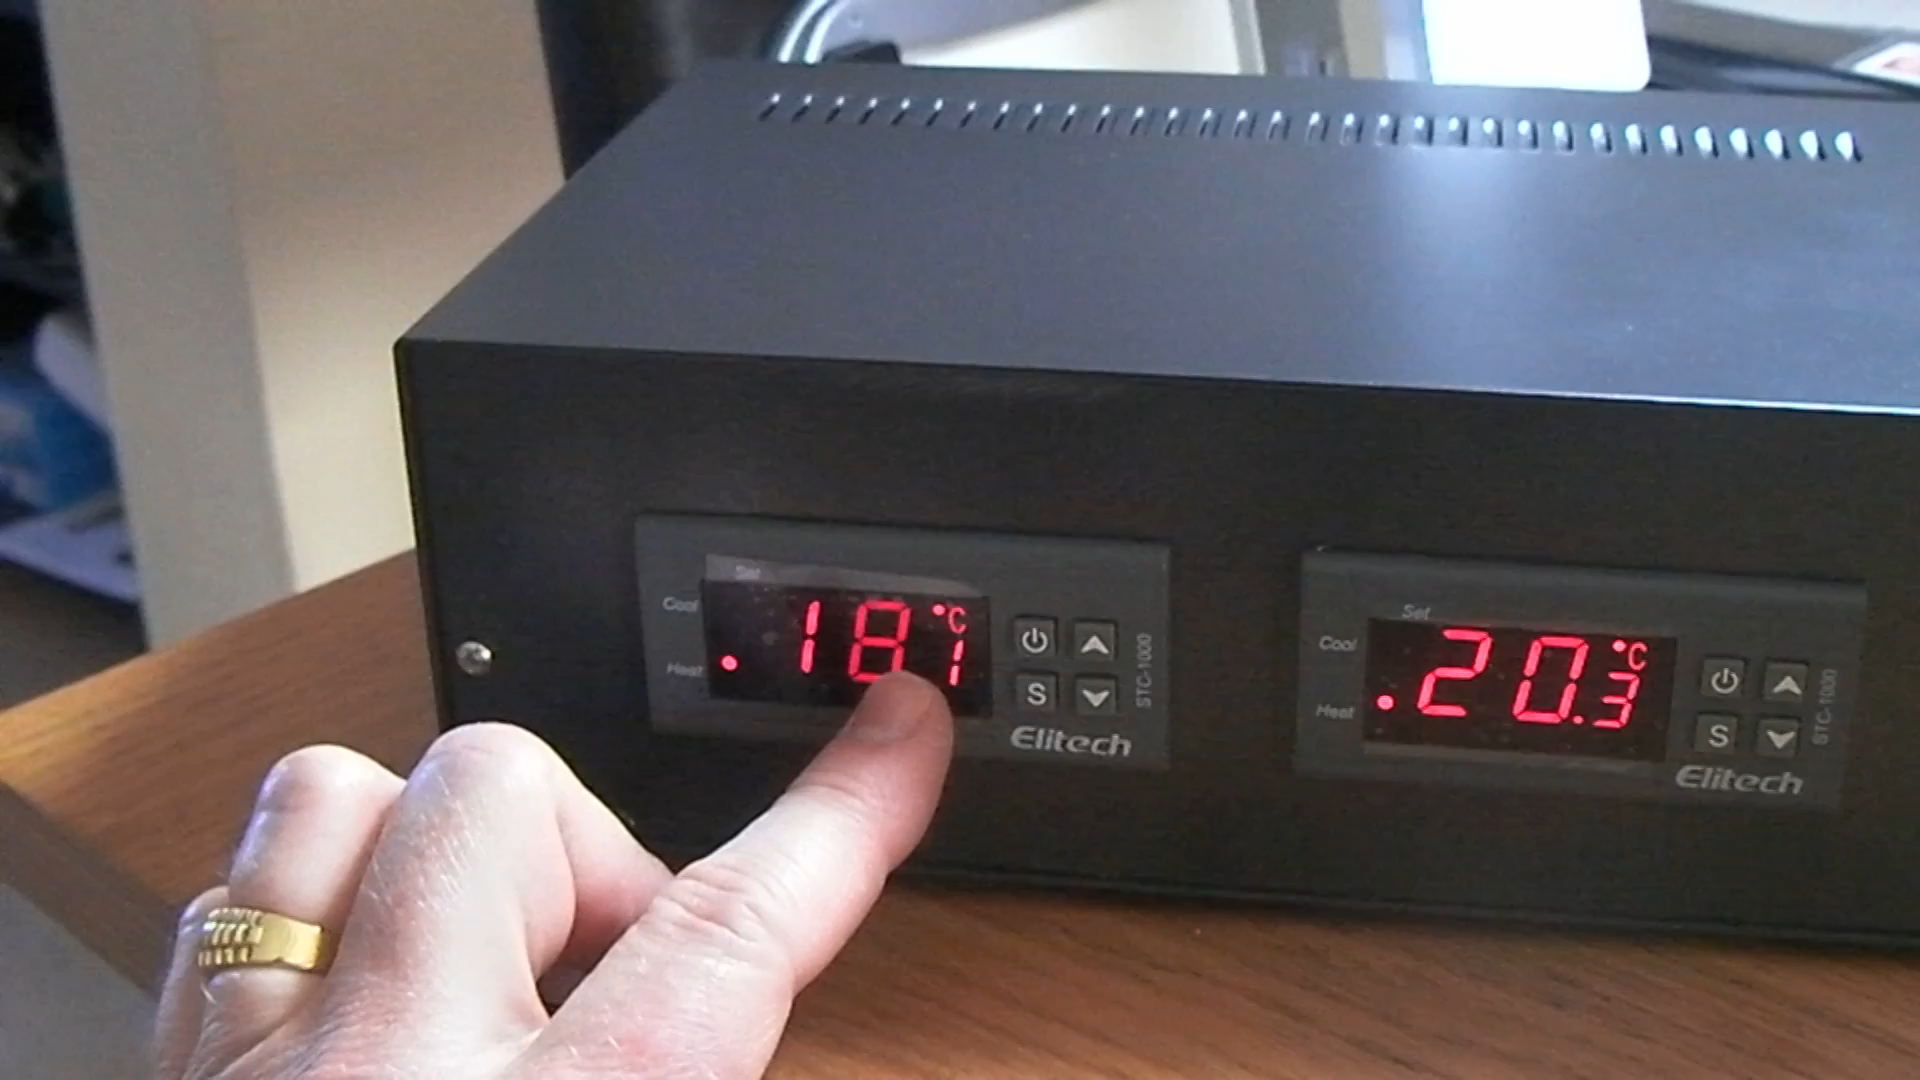 Set
Cool
18.1 °C
Heat
S
STC-1000
Elitech
Set
Cool
20.3 °C
Heat
S
STC-1000
Elitech